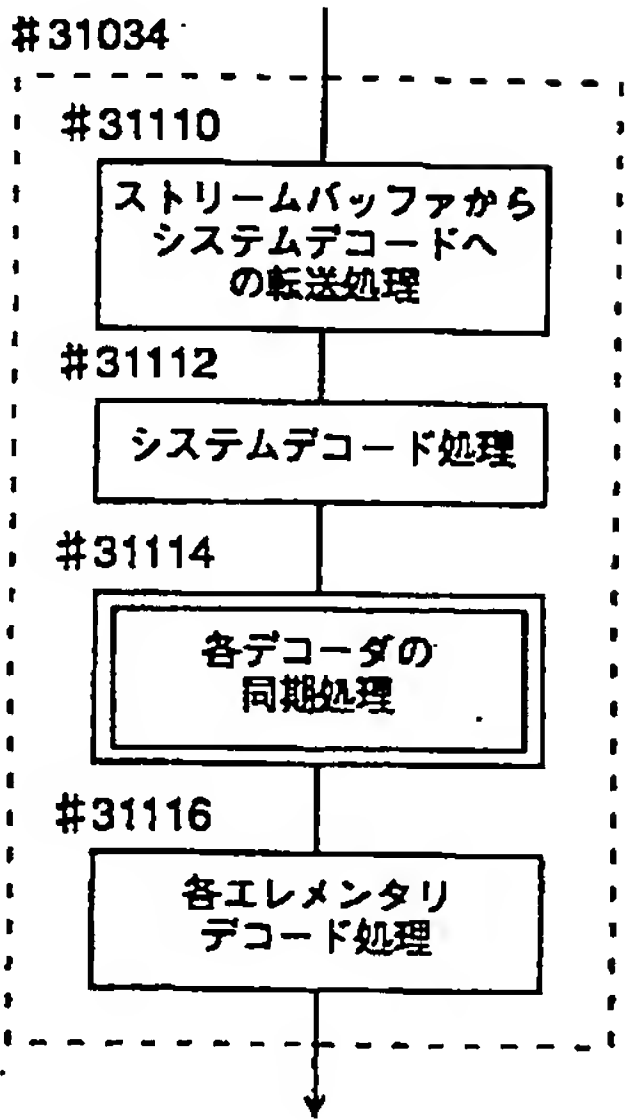 #31034
#31110
ストリームバッファから
システムデコードへ
の転送処理
#31112
システムデコード処理
#31114
各デコーダの
同期処理
#31116
各エレメンタリ
デコード処理